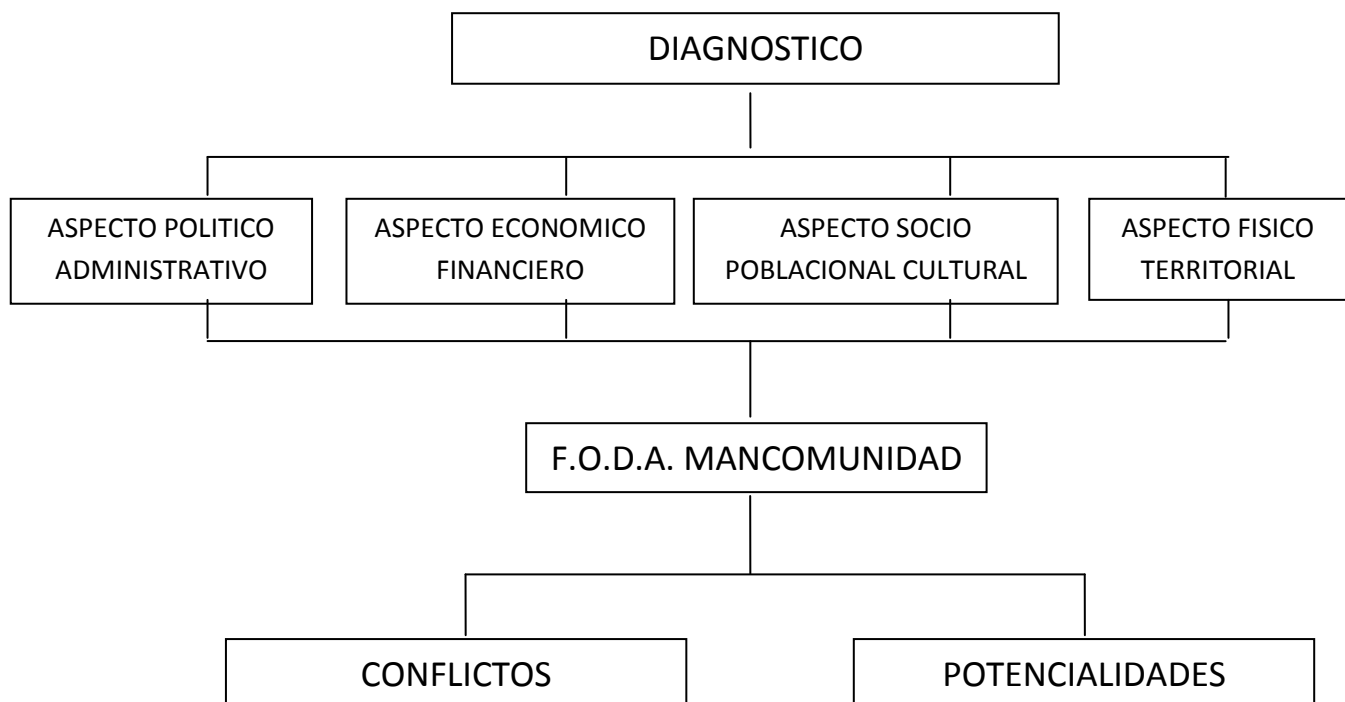 DIAGNOSTICO
ASPECTO POLITICO
ADMINISTRATIVO
ASPECTO ECONOMICO
FINANCIERO
ASPECTO SOCIO
POBLACIONAL CULTURAL
ASPECTO FISICO
TERRITORIAL
F.O.D.A. MANCOMUNIDAD
CONFLICTOS
POTENCIALIDADES